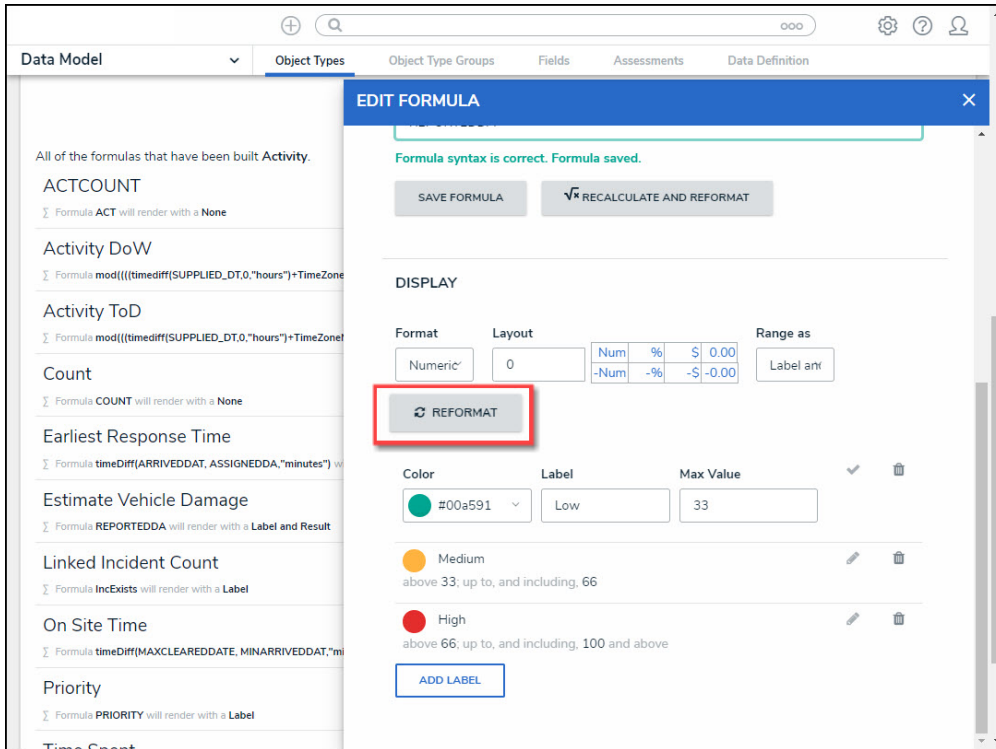 Data Model
Object Types
Object Type Groups
Fields
Assessments
Data Definition
All of the formulas that have been built Activity.
ACTCOUNT
∑ Formula ACT will render with a None
Activity DoW
∑ Formula mod((((timediff(SUPPLIED_DT,0,"hours")+TimeZone
Activity ToD
∑ Formula mod(((timediff(SUPPLIED_DT,0,"hours")+TimeZone
Count
∑ Formula COUNT will render with a None
Earliest Response Time
∑ Formula timeDiff(ARRIVEDDAT, ASSIGNEDDA,"minutes") w
Estimate Vehicle Damage
∑ Formula REPORTEDDA will render with a Label and Result
Linked Incident Count
∑ Formula IncExists will render with a Label
On Site Time
∑ Formula timeDiff(MAXCLEAREDDATE, MINARRIVEDDAT,"mi
Priority
∑ Formula PRIORITY will render with a Label
EDIT FORMULA
Formula syntax is correct. Formula saved.
SAVE FORMULA
RECALCULATE AND REFORMAT
DISPLAY
Format Layout Range as
Numeric 0 Num % $ 0.00 Label an
-Num -% -$ -0.00
REFORMAT
Color Label Max Value
#00a591 Low 33
Medium
above 33; up to, and including, 66
High
above 66; up to, and including, 100 and above
ADD LABEL